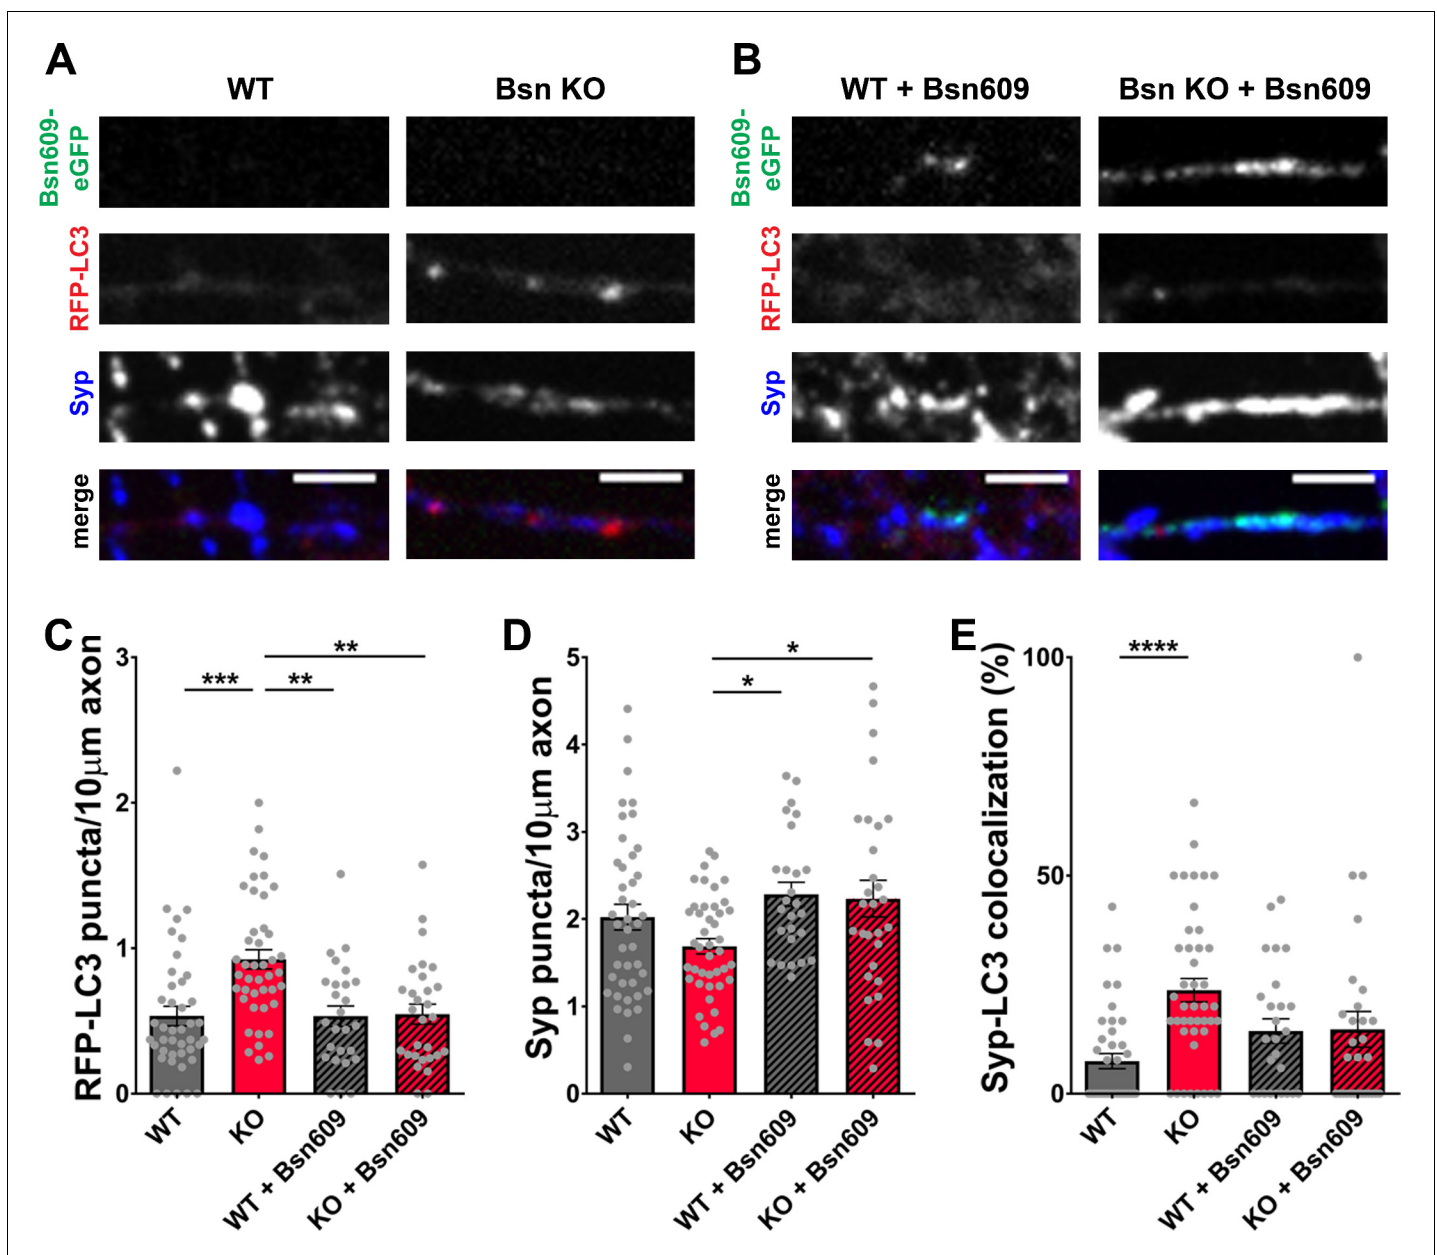 A
WT
Bsn KO
Bsn609-
eGFP
RFP-LC3
Syp
merge
B
WT + Bsn609
Bsn KO + Bsn609
Bsn609-
eGFP
RFP-LC3
Syp
merge
C
RFP-LC3 puncta/10μm axon
3
2
1
0
***
**
**
WT
KO
WT + Bsn609
KO + Bsn609
D
Syp puncta/10μm axon
5
4
3
2
1
0
*
*
WT
KO
WT + Bsn609
KO + Bsn609
E
Syp-LC3 colocalization (%)
100
50
0
****
WT
KO
WT + Bsn609
KO + Bsn609